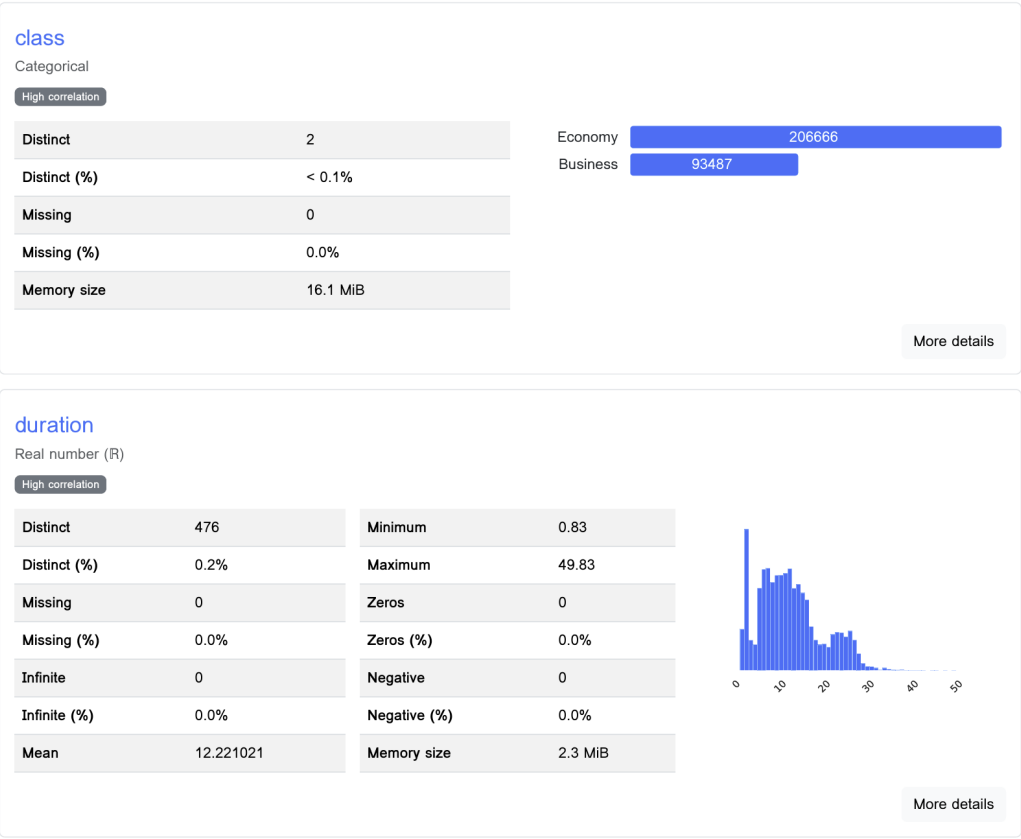 class
Categorical
High correlation
Distinct 2
Distinct (%) < 0.1%
Missing 0
Missing (%) 0.0%
Memory size 16.1 MiB
Economy 206666
Business 93487
More details
duration
Real number (ℝ)
High correlation
Distinct 476
Distinct (%) 0.2%
Missing 0
Missing (%) 0.0%
Infinite 0
Infinite (%) 0.0%
Mean 12.221021
Minimum 0.83
Maximum 49.83
Zeros 0
Zeros (%) 0.0%
Negative 0
Negative (%) 0.0%
Memory size 2.3 MiB
0 10 20 30 40 50
More details